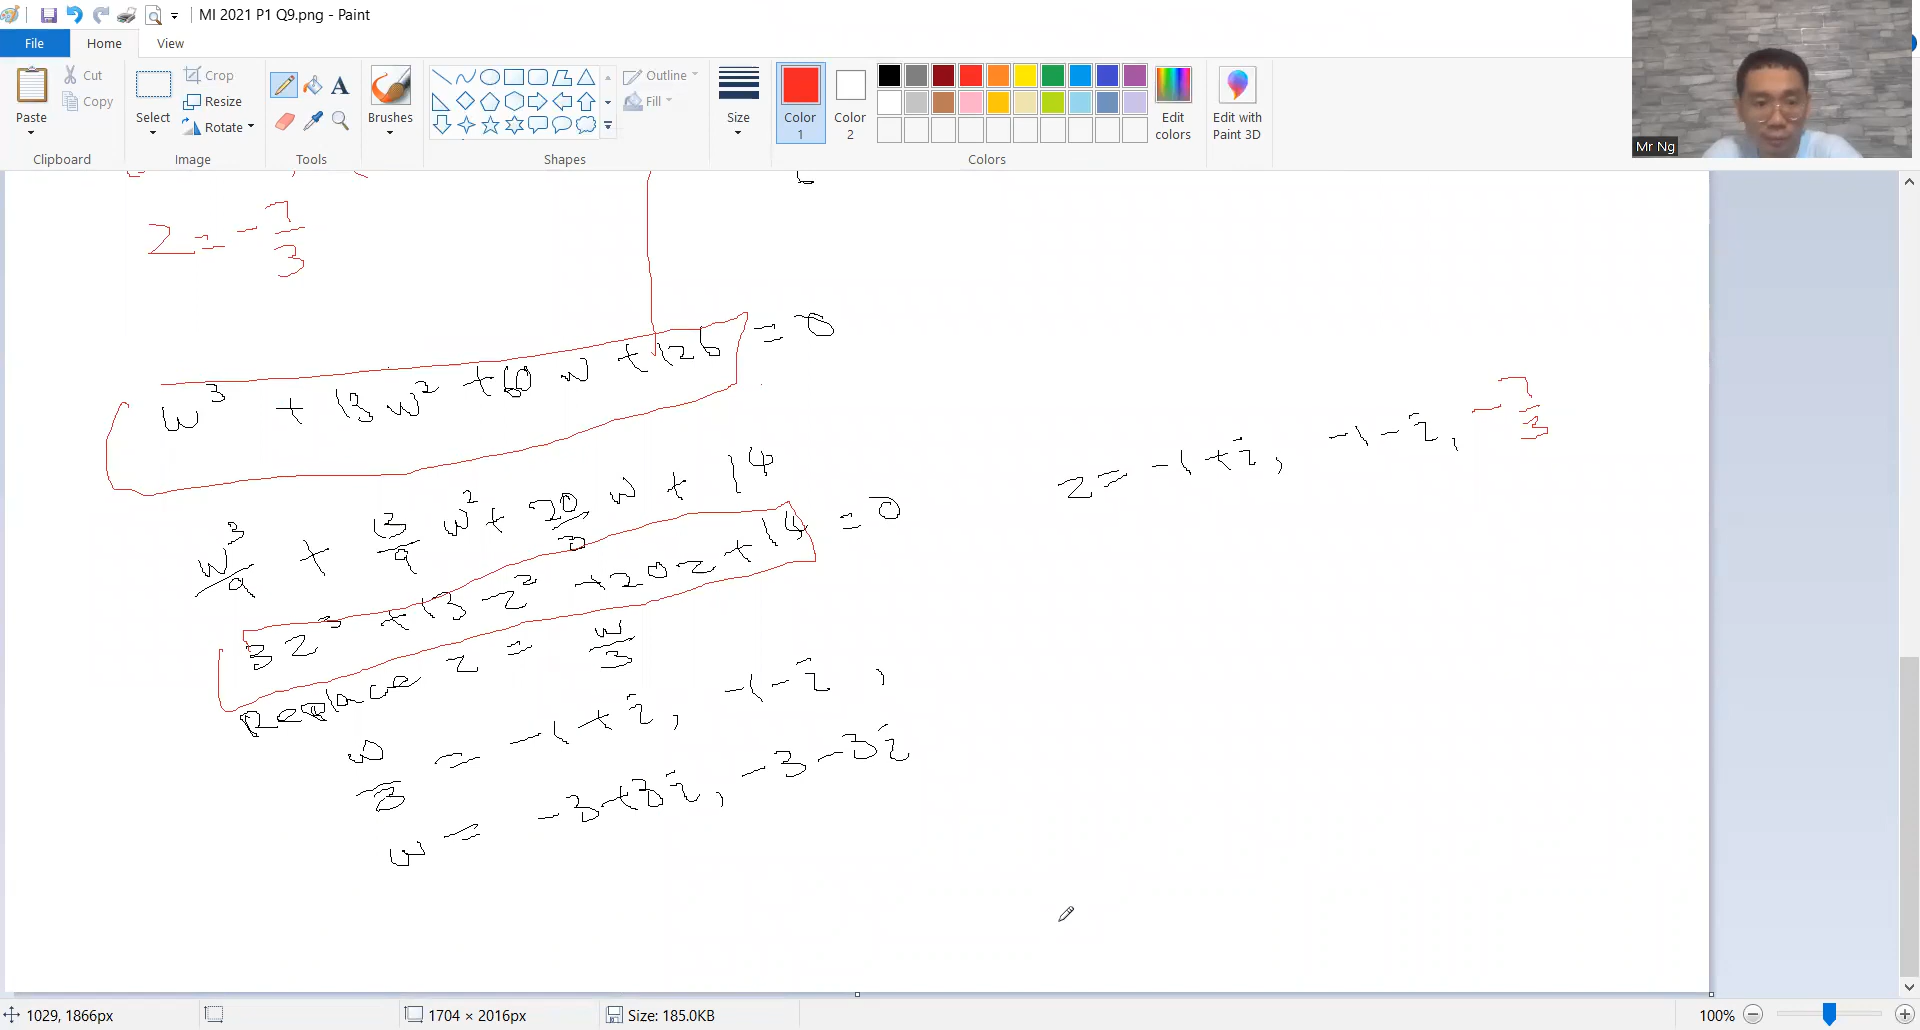 MI 2021 P1 Q9.png - Paint
File Home View
Paste Cut Copy Select Crop Resize Rotate A Brushes Outline Fill Size Color 1 Color 2 Edit colors Edit with Paint 3D
Clipboard Image Tools Shapes Colors
Mr Ng
z = -7/3
w³ + 13w² + 60w + 126 = 0
w³/9 + 13/9 w² + 20/3 w + 14
3z³ + 13z² + 20z + 14 = 0
Replace z = w/3
w/3 = -1+i, -1-i,
w = -3+3i, -3-3i
z = -1+i, -1-i, -7/3
1029, 1866px 1704 × 2016px Size: 185.0KB 100%